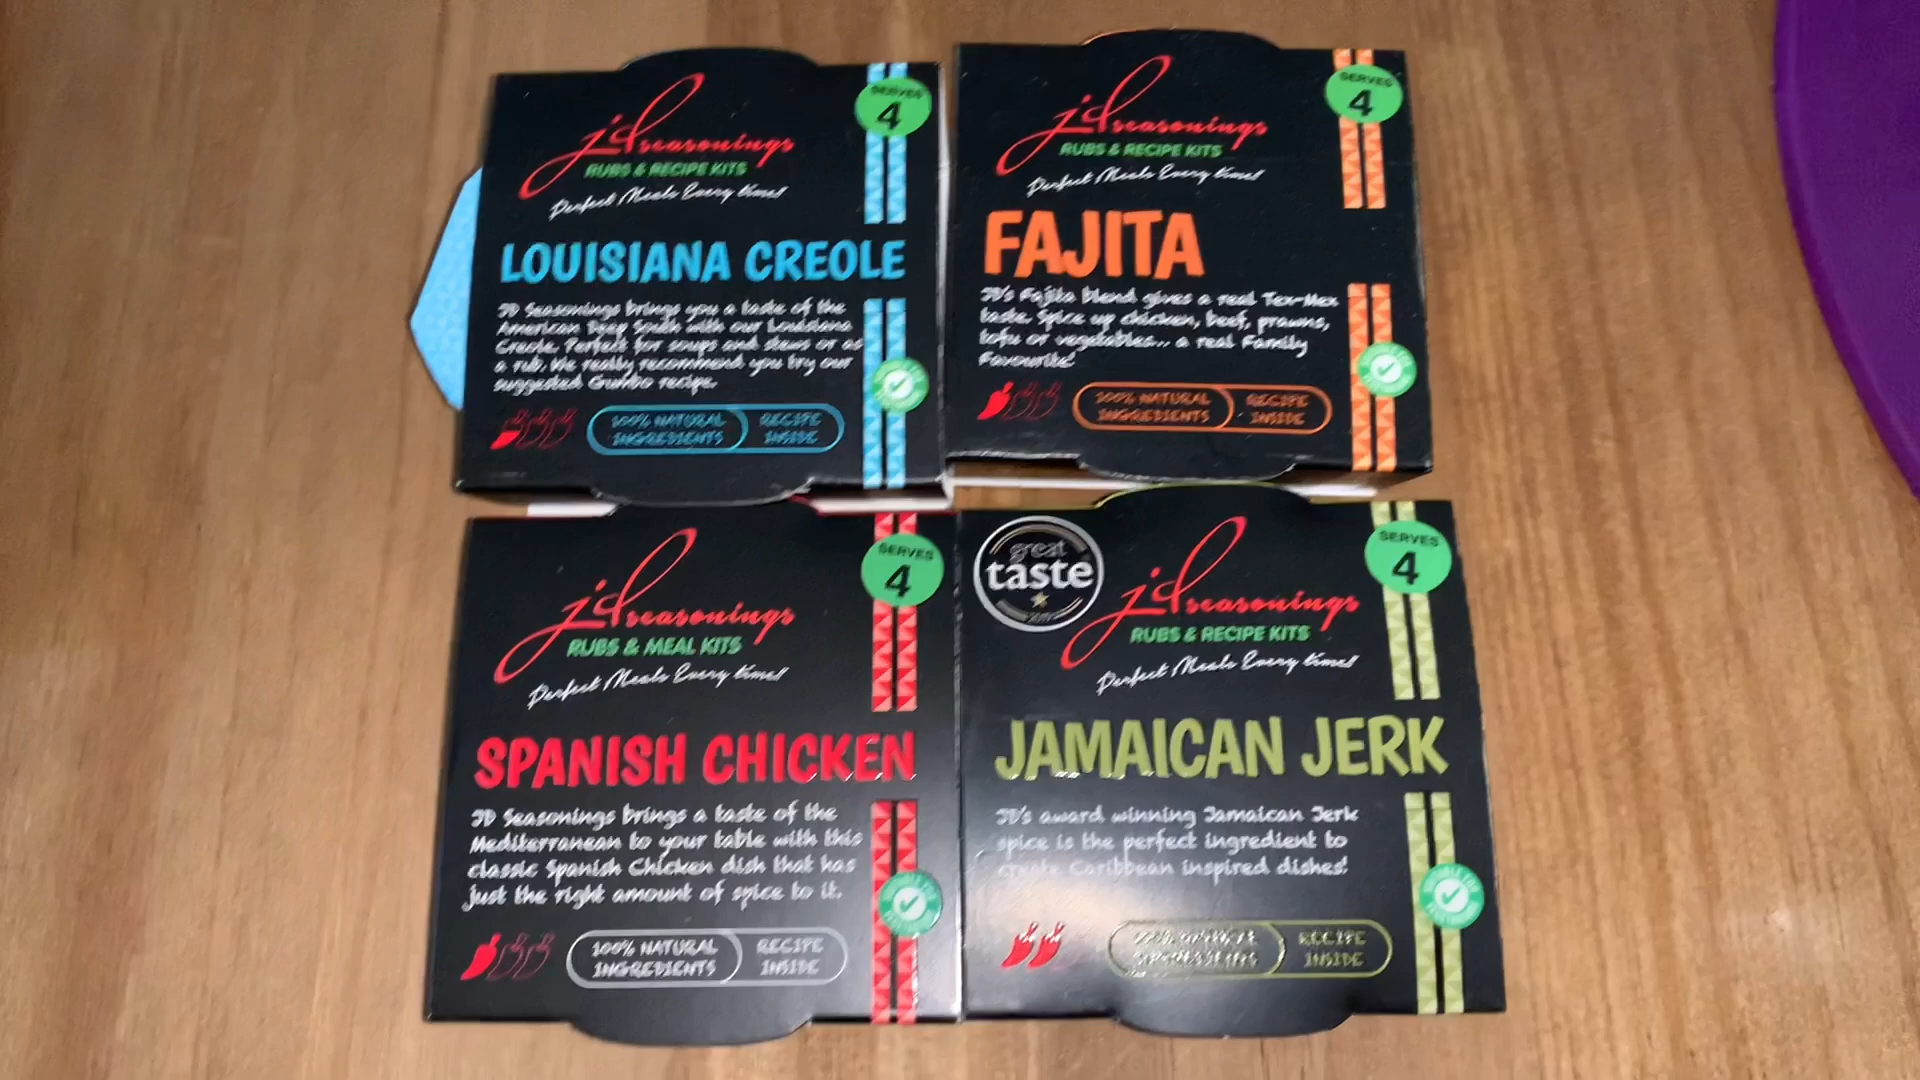 jdseasonings
RUBS & RECIPE KITS
Perfect Meals Every time!
SERVES
4
LOUISIANA CREOLE
JD Seasonings brings you a taste of the
American Deep South with our Louisiana
Creole. Perfect for soups and stews or as
a rub. We really recommend you try our
suggested Gumbo recipe.
100% NATURAL
INGREDIENTS
RECIPE
INSIDE
jdseasonings
RUBS & RECIPE KITS
Perfect Meals Every time!
SERVES
4
FAJITA
JD's Fajita blend gives a real Tex-Mex
taste. Spice up chicken, beef, prawns,
tofu or vegetables... a real Family
Favourite!
100% NATURAL
INGREDIENTS
RECIPE
INSIDE
jdseasonings
RUBS & MEAL KITS
Perfect Meals Every time!
SERVES
4
SPANISH CHICKEN
JD Seasonings brings a taste of the
Mediterranean to your table with this
classic Spanish Chicken dish that has
just the right amount of spice to it.
100% NATURAL
INGREDIENTS
RECIPE
INSIDE
great
taste
jdseasonings
RUBS & RECIPE KITS
Perfect Meals Every time!
SERVES
4
JAMAICAN JERK
JD's award winning Jamaican Jerk
spice is the perfect ingredient to
create Caribbean inspired dishes!
RECIPE
INSIDE